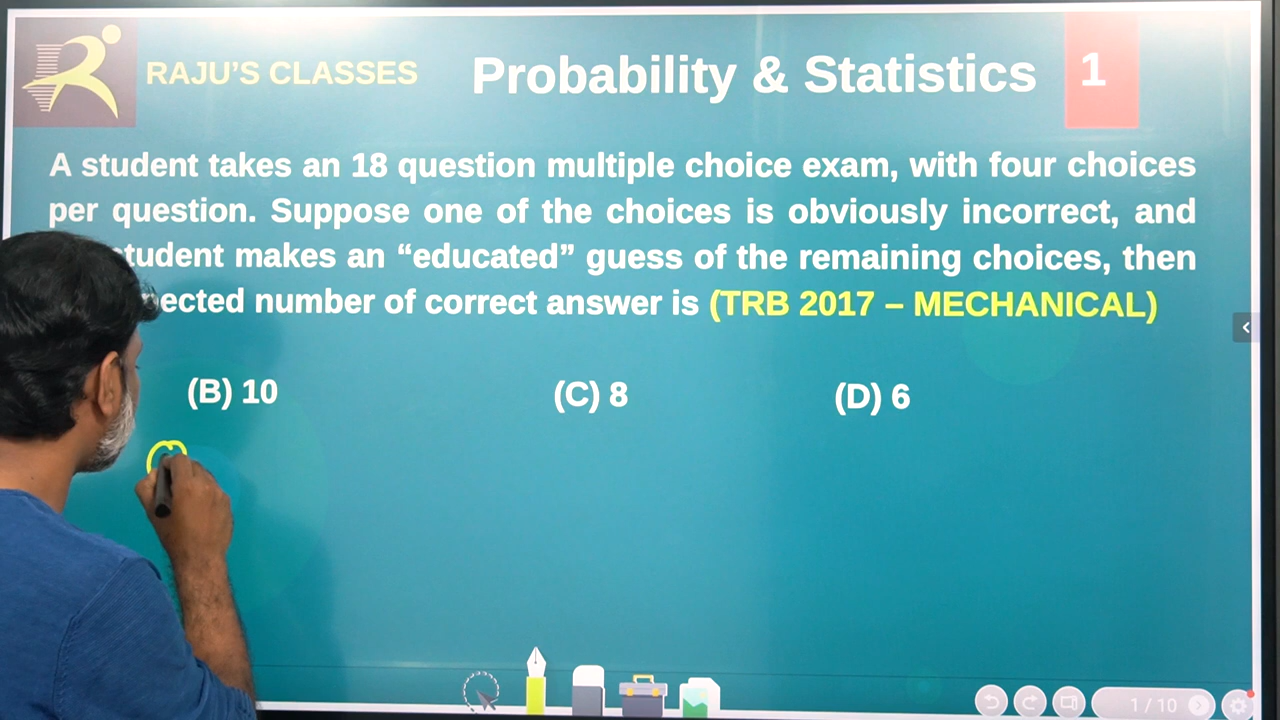 RAJU'S CLASSES
Probability & Statistics
1
A student takes an 18 question multiple choice exam, with four choices
per question. Suppose one of the choices is obviously incorrect, and
tudent makes an “educated” guess of the remaining choices, then
pected number of correct answer is (TRB 2017 – MECHANICAL)
(B) 10 (C) 8 (D) 6
1 / 10